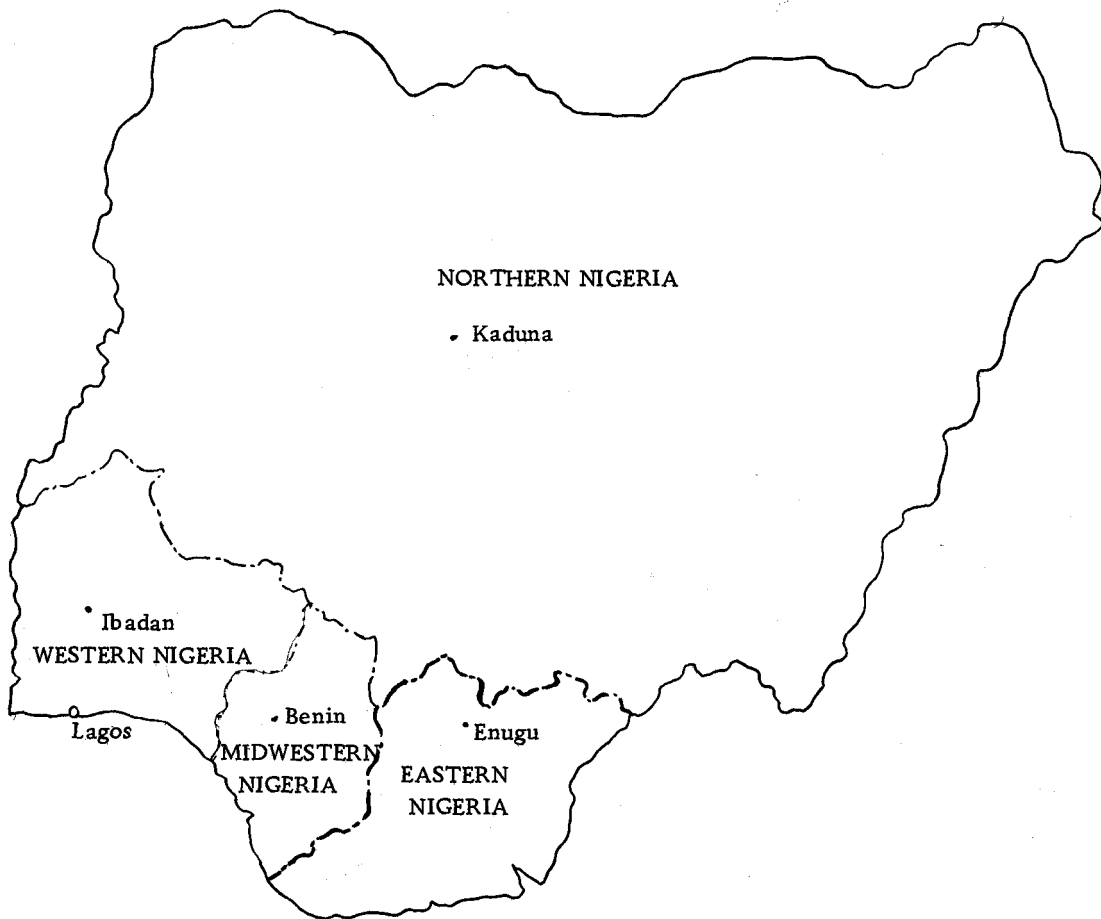 NORTHERN NIGERIA
Kaduna
Ibadan
WESTERN NIGERIA
Lagos
Benin
MIDWESTERN
NIGERIA
Enugu
EASTERN
NIGERIA